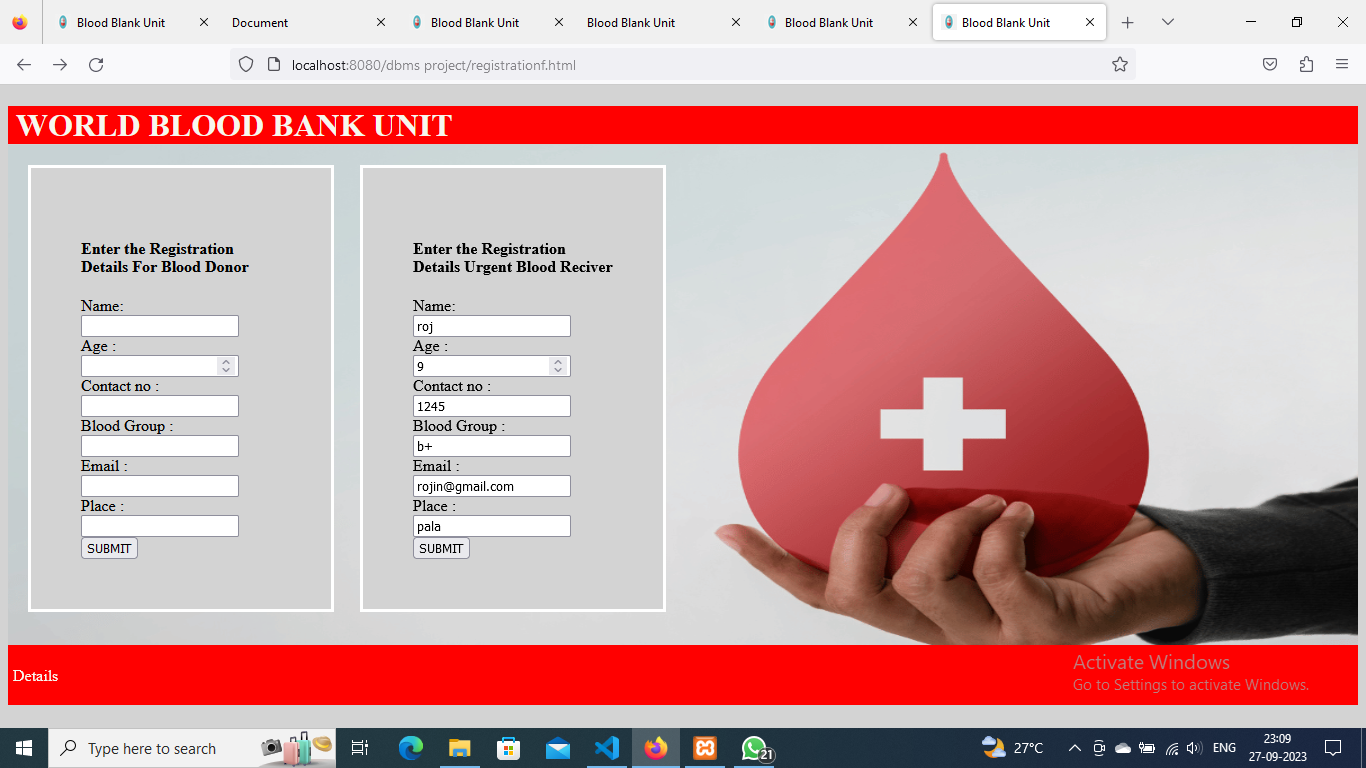 Blood Blank Unit
Document
Blood Blank Unit
Blood Blank Unit
Blood Blank Unit
Blood Blank Unit
localhost:8080/dbms project/registrationf.html
WORLD BLOOD BANK UNIT
Enter the Registration
Details For Blood Donor
Name:
Age :
Contact no :
Blood Group :
Email :
Place :
SUBMIT
Enter the Registration
Details Urgent Blood Reciver
Name:
roj
Age :
9
Contact no :
1245
Blood Group :
b+
Email :
rojin@gmail.com
Place :
pala
SUBMIT
Details
Activate Windows
Go to Settings to activate Windows.
Type here to search
21
27°C
ENG
23:09
27-09-2023